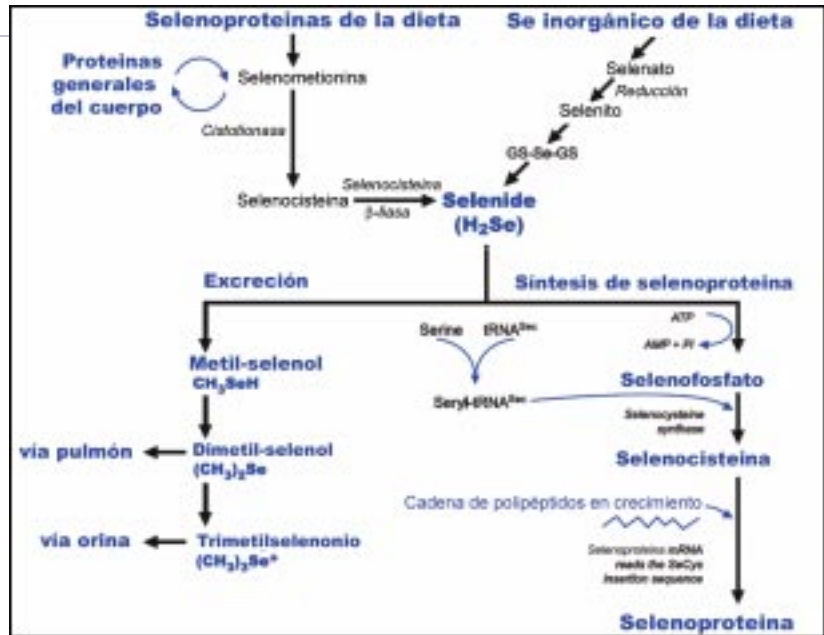 Selenoproteinas de la dieta
Se inorgánico de la dieta
Proteinas
generales
del cuerpo
Selenometionina
Selenato
Reducción
Selenito
Cistotionasa
GS-Se-GS
Selenocisteina
Selenocisteina
β-liasa
Selenide
(H₂Se)
Excreción
Síntesis de selenoproteina
Serine
tRNASec
ATP
AMP + Pi
Metil-selenol
CH₃SeH
Selenofosfato
Seryl-tRNASec
Selenocysteine
synthase
vía pulmón
Dimetil-selenol
(CH₃)₂Se
Selenocisteina
Cadena de polipéptidos en crecimiento
vía orina
Trimetilselenonio
(CH₃)₃Se⁺
Selenoproteina mRNA
reads the SeCys
insertion sequence
Selenoproteina